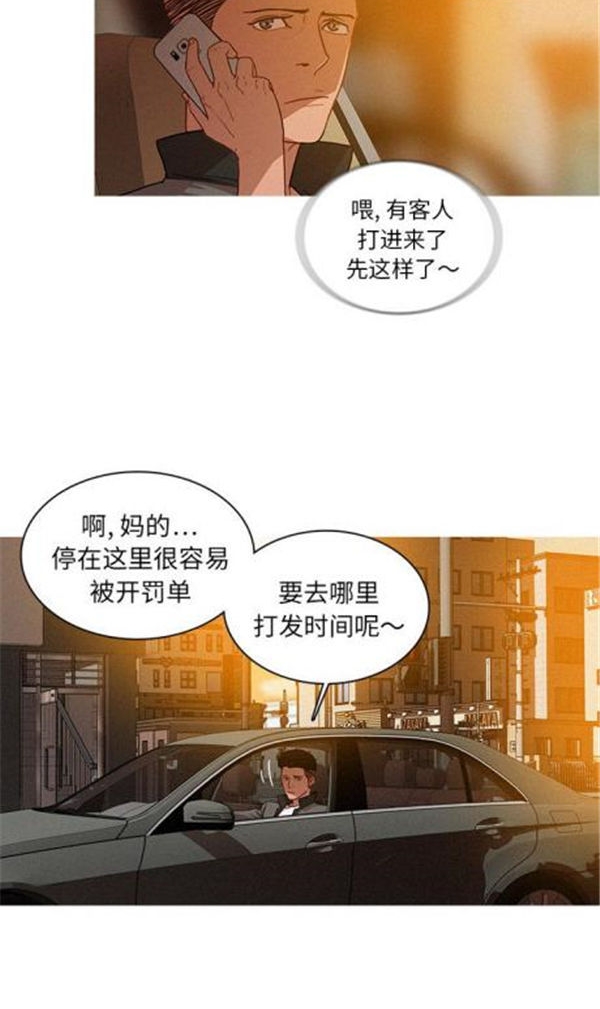 喂, 有客人
打进来了
先这样了～
啊, 妈的...
停在这里很容易
被开罚单
要去哪里
打发时间呢～